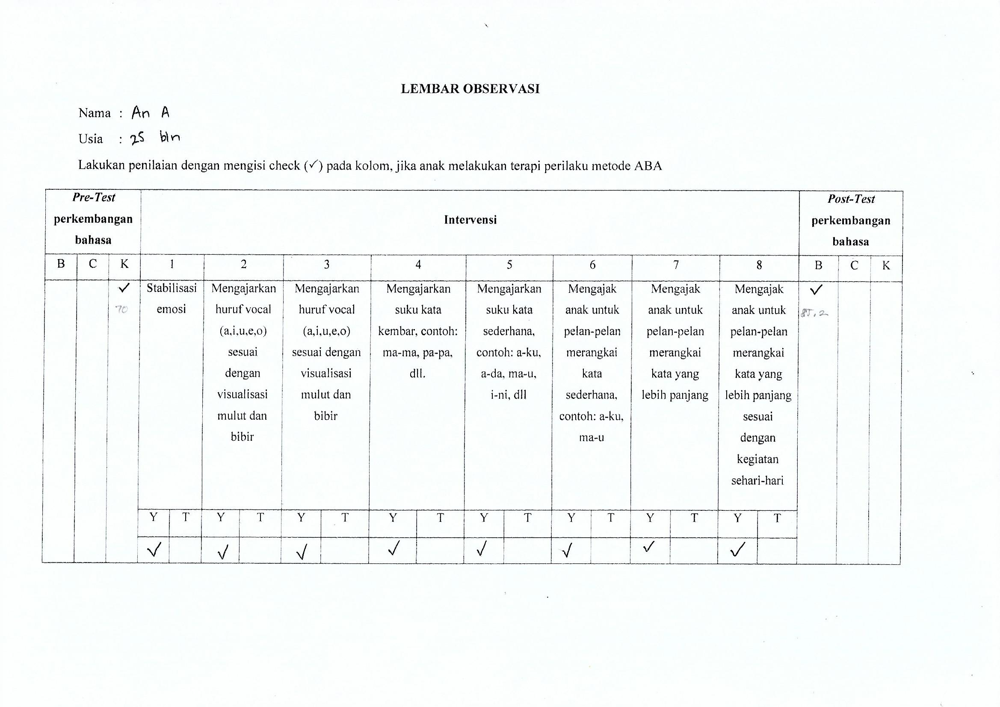 LEMBAR OBSERVASI
Nama : An A
Usia : 25 bln
Lakukan penilaian dengan mengisi check (✓) pada kolom, jika anak melakukan terapi perilaku metode ABA
Pre-Test
perkembangan
bahasa
Intervensi
Post-Test
perkembangan
bahasa
B C K 1 2 3 4 5 6 7 8 B C K
✓
70
Stabilisasi
emosi
Mengajarkan
huruf vocal
(a,i,u,e,o)
sesuai
dengan
visualisasi
mulut dan
bibir
Mengajarkan
huruf vocal
(a,i,u,e,o)
sesuai dengan
visualisasi
mulut dan
bibir
Mengajarkan
suku kata
kembar, contoh:
ma-ma, pa-pa,
dll.
Mengajarkan
suku kata
sederhana,
contoh: a-ku,
a-da, ma-u,
i-ni, dll
Mengajak
anak untuk
pelan-pelan
merangkai
kata
sederhana,
contoh: a-ku,
ma-u
Mengajak
anak untuk
pelan-pelan
merangkai
kata yang
lebih panjang
Mengajak
anak untuk
pelan-pelan
merangkai
kata yang
lebih panjang
sesuai
dengan
kegiatan
sehari-hari
✓
85,2
Y T Y T Y T Y T Y T Y T Y T Y T
✓ ✓ ✓ ✓ ✓ ✓ ✓ ✓